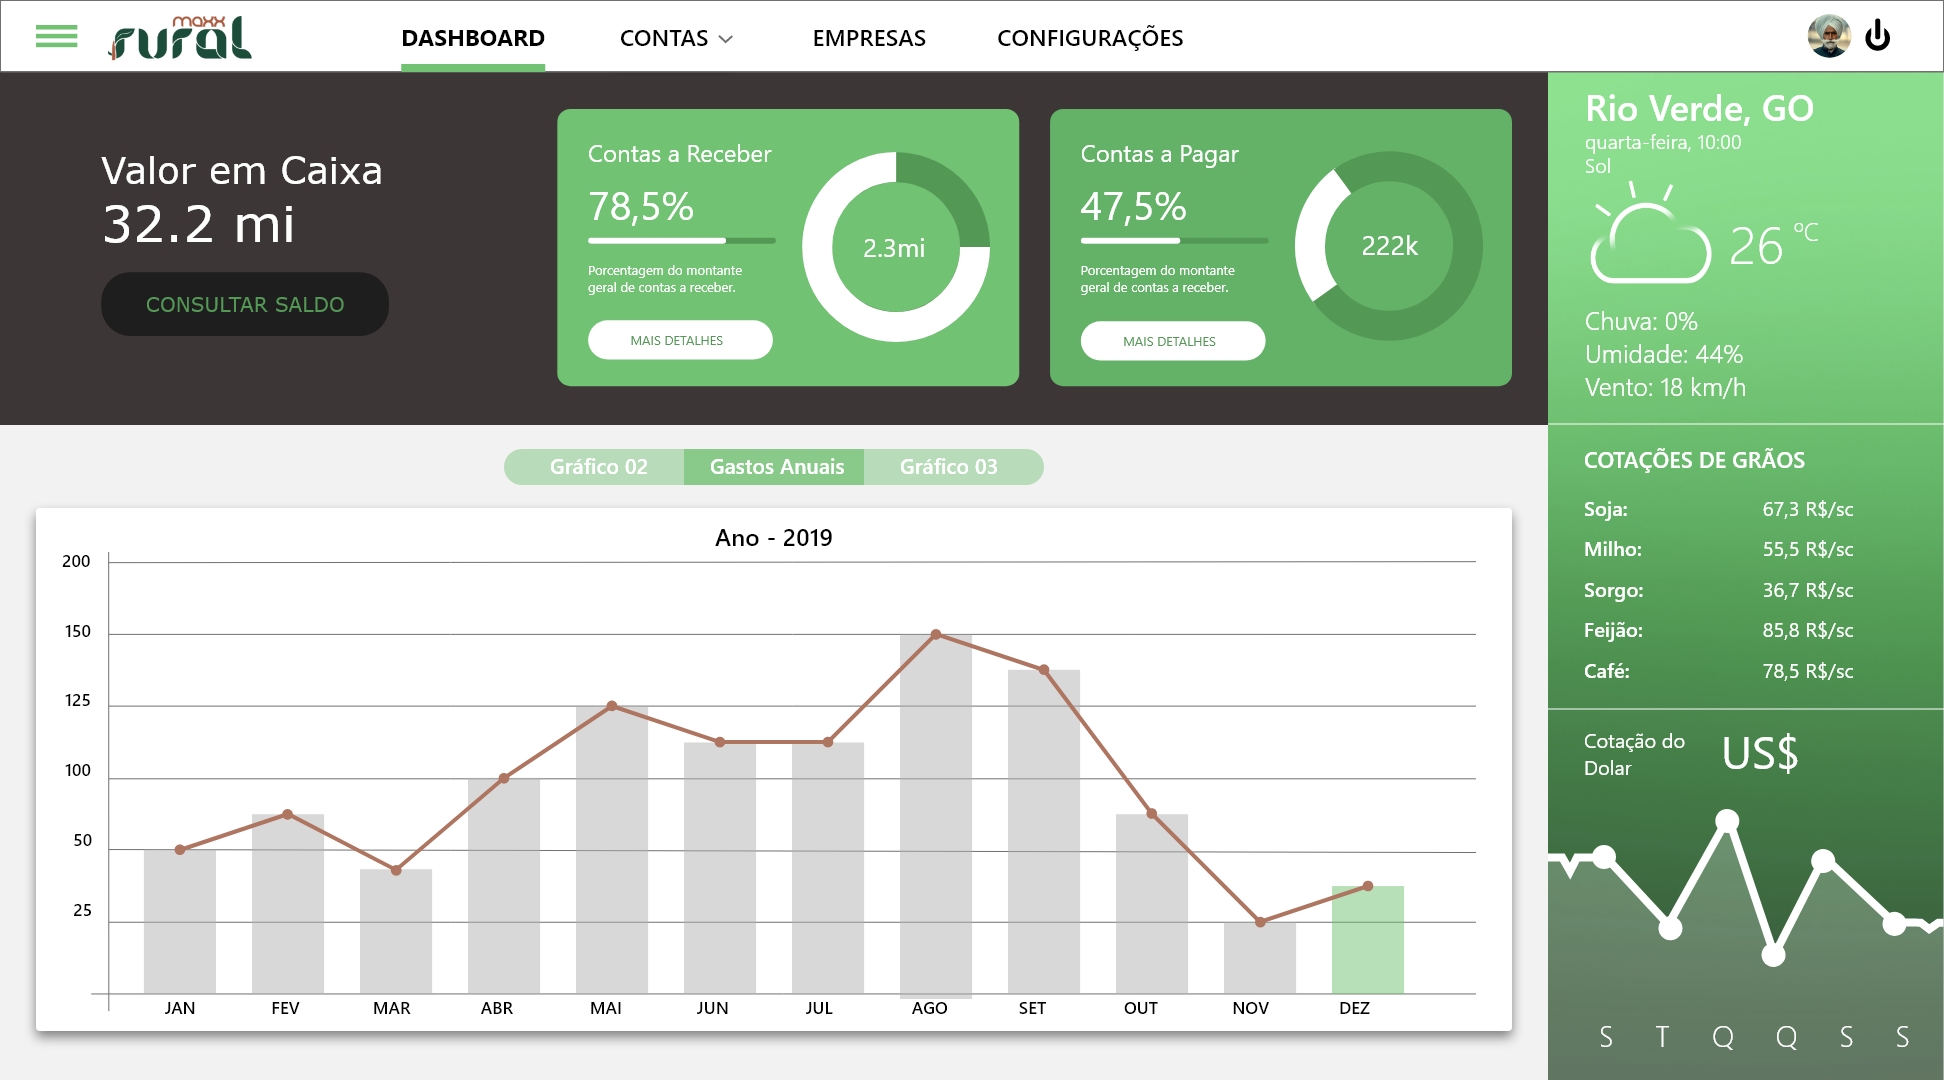 maxx
rural
DASHBOARD
CONTAS
EMPRESAS
CONFIGURAÇÕES
Valor em Caixa
32.2 mi
CONSULTAR SALDO
Contas a Receber
78,5%
Porcentagem do montante
geral de contas a receber.
MAIS DETALHES
2.3mi
Contas a Pagar
47,5%
Porcentagem do montante
geral de contas a receber.
MAIS DETALHES
222k
Rio Verde, GO
quarta-feira, 10:00
Sol
26 °C
Chuva: 0%
Umidade: 44%
Vento: 18 km/h
Gráfico 02
Gastos Anuais
Gráfico 03
Ano - 2019
200
150
125
100
50
25
JAN FEV MAR ABR MAI JUN JUL AGO SET OUT NOV DEZ
COTAÇÕES DE GRÃOS
Soja: 67,3 R$/sc
Milho: 55,5 R$/sc
Sorgo: 36,7 R$/sc
Feijão: 85,8 R$/sc
Café: 78,5 R$/sc
Cotação do
Dolar
US$
S T Q Q S S